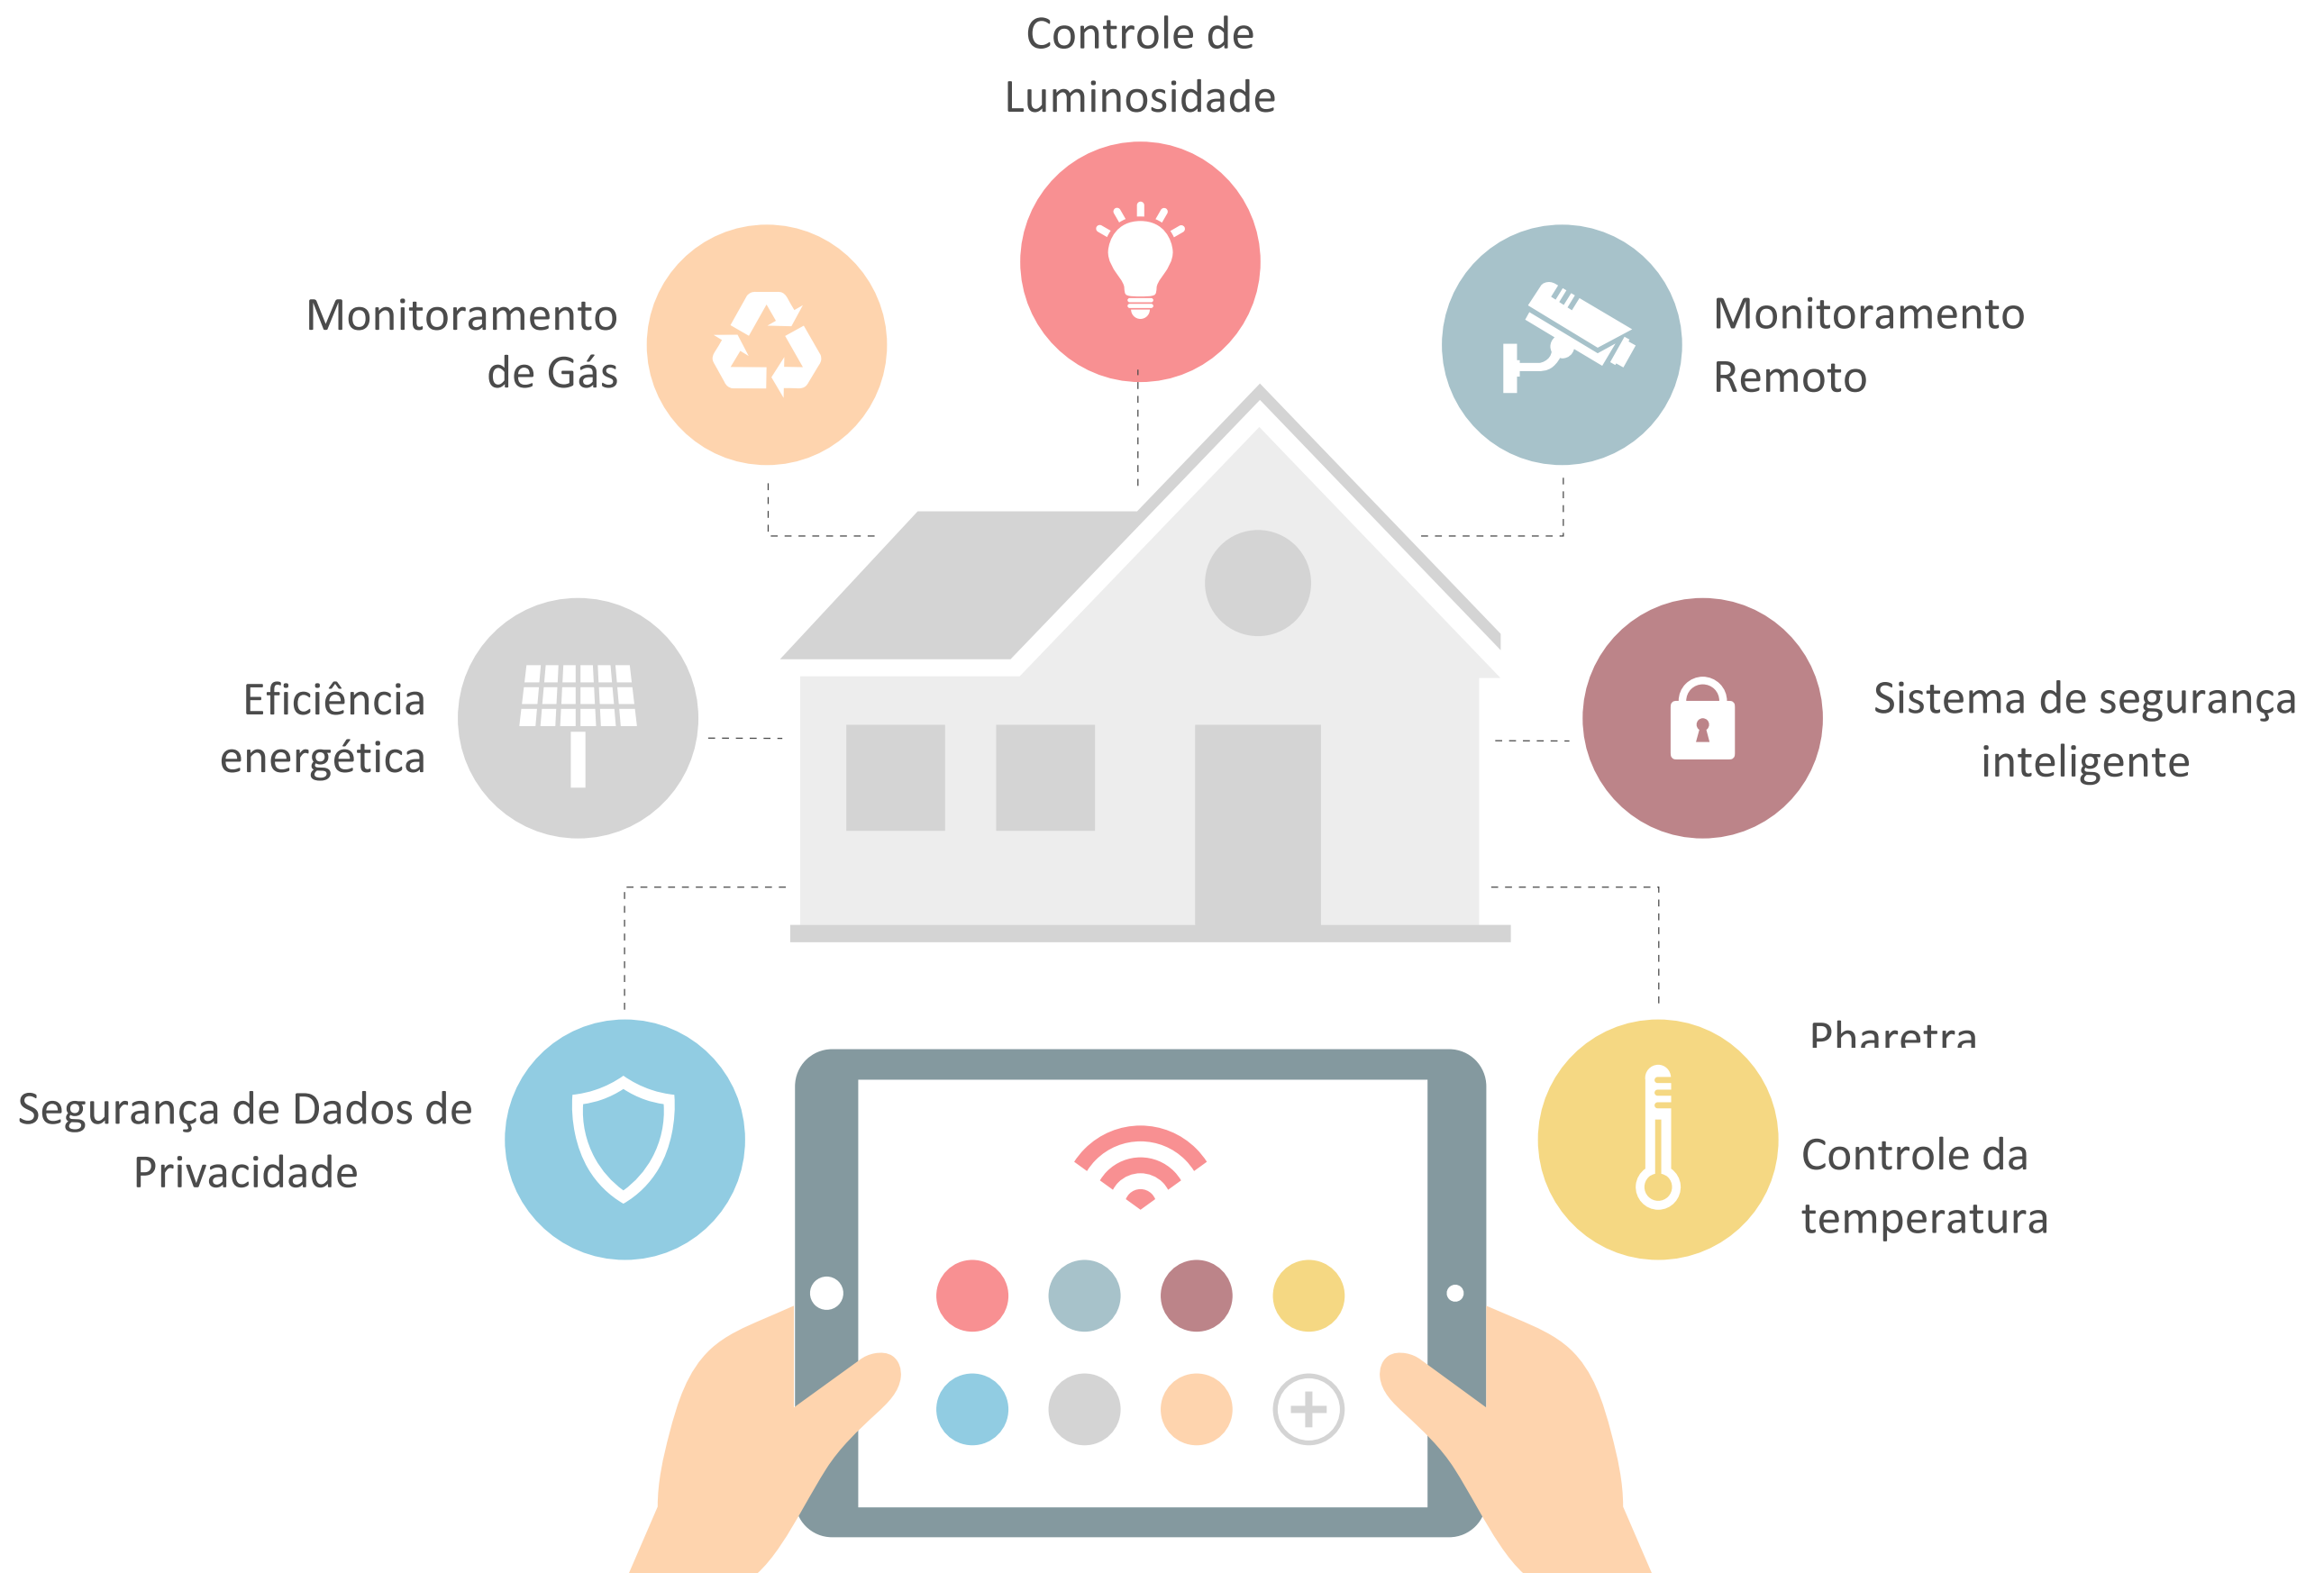 Controle de
Luminosidade
Monitoramento
de Gás
Monitoramento
Remoto
Eficiência
energética
Sistema de segurança
inteligente
Segurança de Dados de
Privacidade
Pharetra
Controle da
temperatura